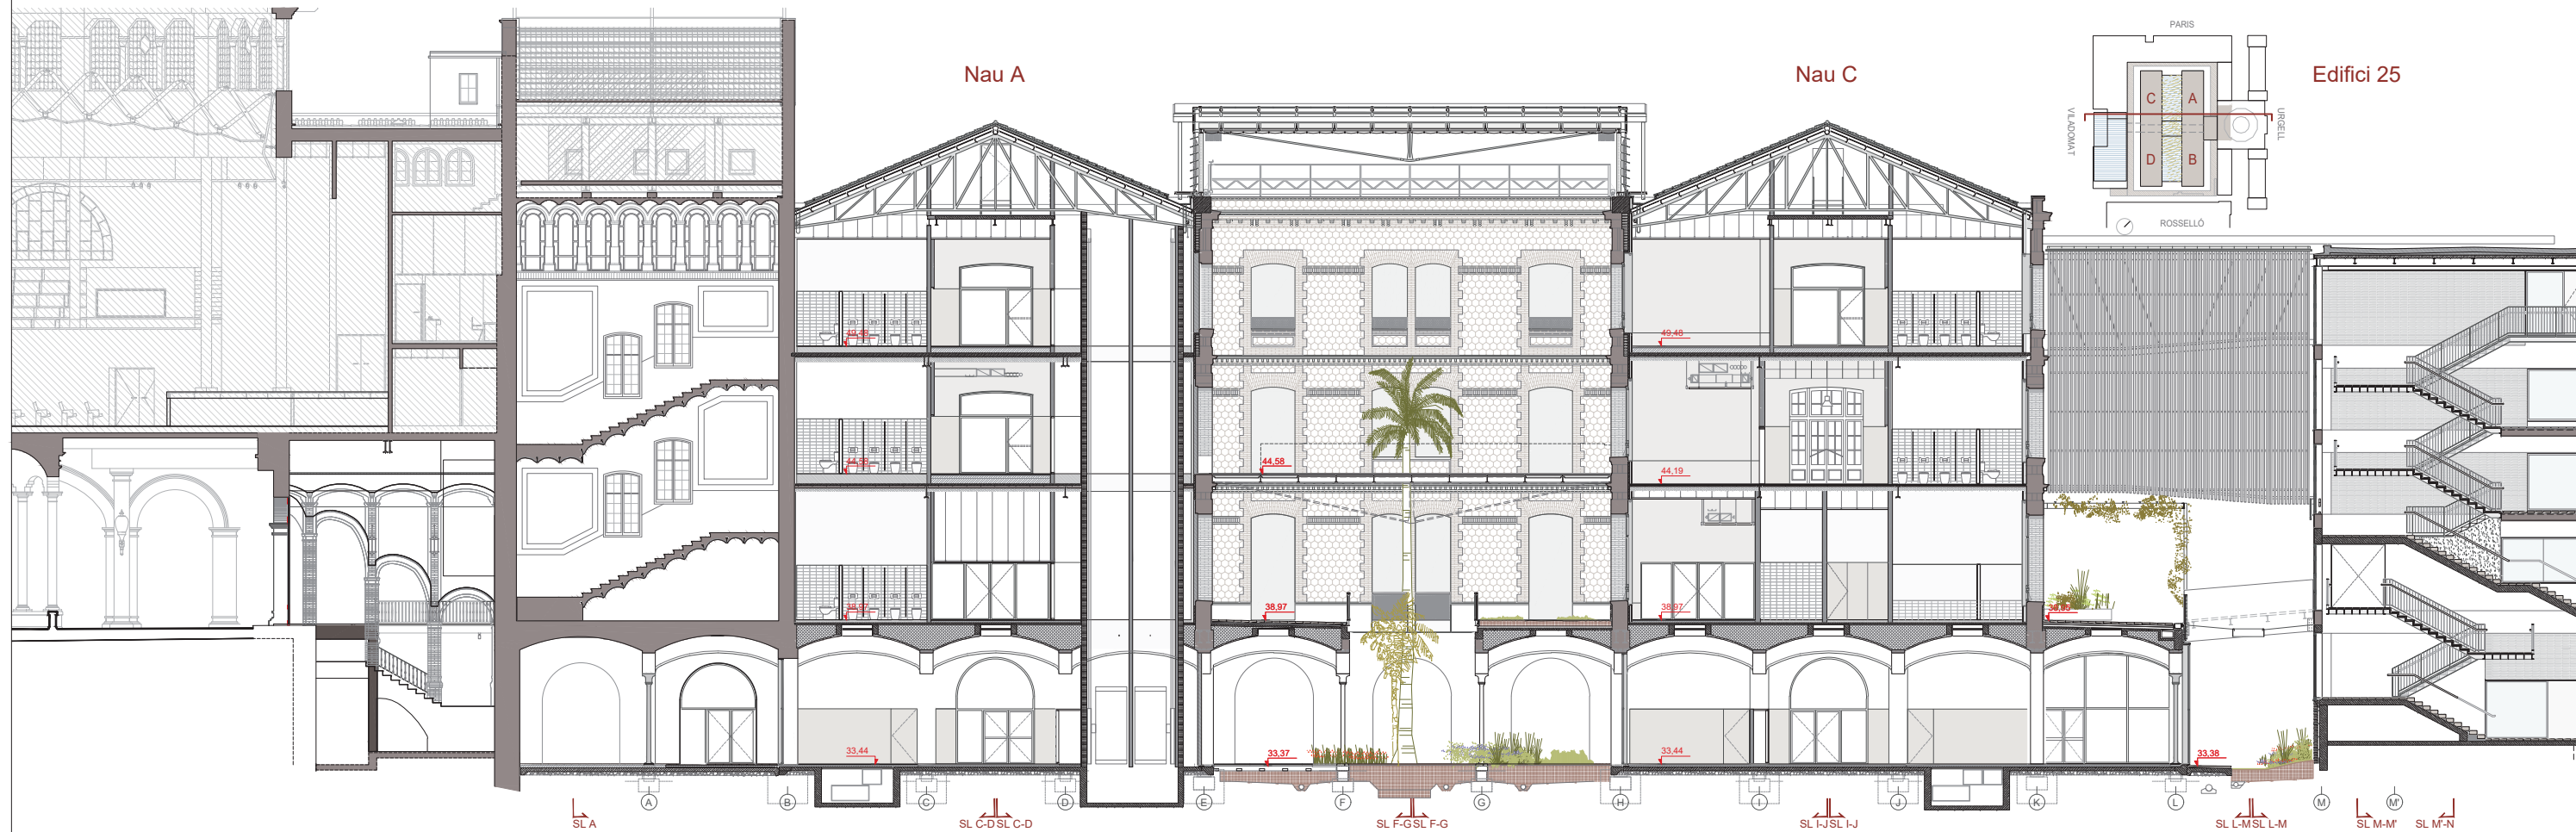 Nau A
Nau C
Edifici 25
PARIS
VILADOMAT
URGELL
ROSSELLÓ
C
A
D
B
49,48
49,48
44,58
44,58
44,19
38,97
38,97
38,97
33,44
33,37
33,44
33,38
A
B
C
D
E
F
G
H
I
J
K
L
M
M'
SL A
SL C-D SL C-D
SL F-G SL F-G
SL I-J SL I-J
SL L-M SL L-M
SL M-M'
SL M'-N